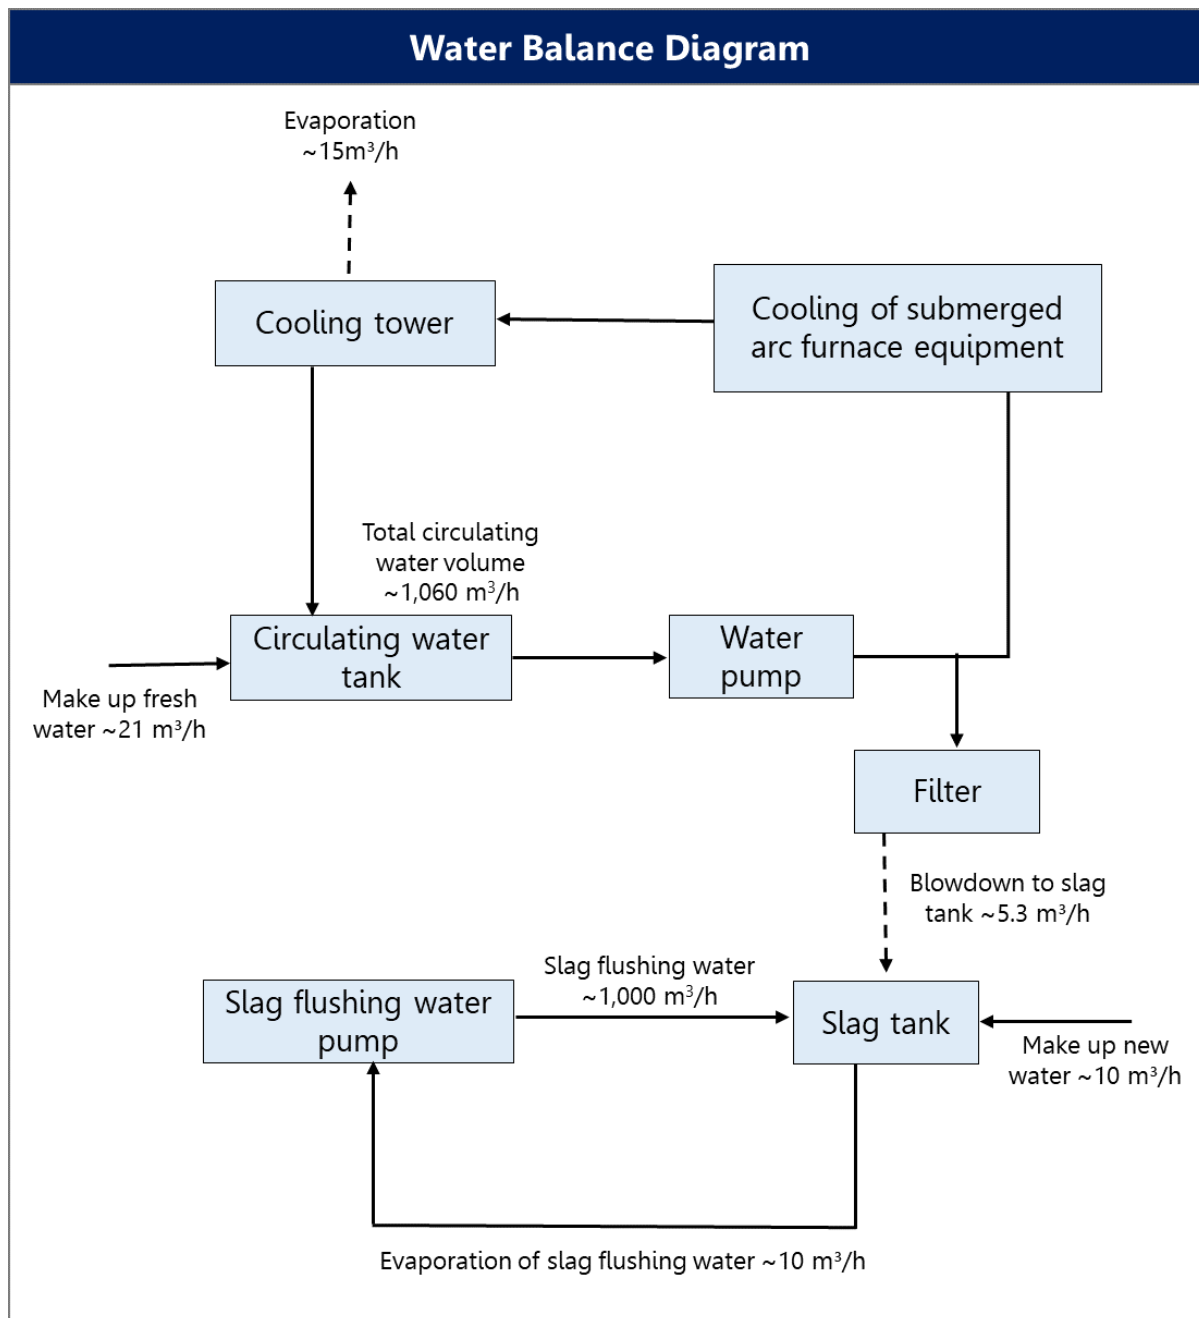 Water Balance Diagram
Evaporation
~15m³/h
Cooling tower
Cooling of submerged
arc furnace equipment
Total circulating
water volume
~1,060 m³/h
Circulating water
tank
Water
pump
Make up fresh
water ~21 m³/h
Filter
Blowdown to slag
tank ~5.3 m³/h
Slag flushing water
~1,000 m³/h
Slag flushing water
pump
Slag tank
Make up new
water ~10 m³/h
Evaporation of slag flushing water ~10 m³/h